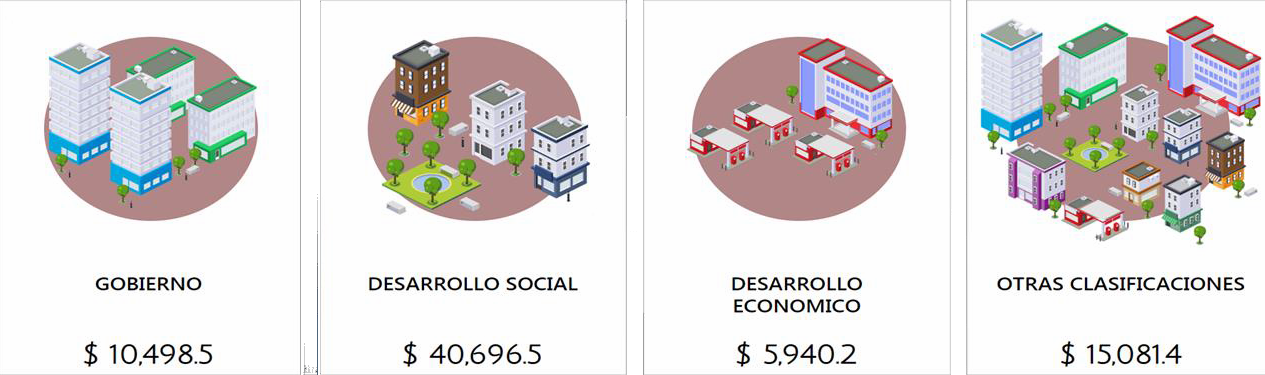 GOBIERNO
$ 10,498.5
DESARROLLO SOCIAL
$ 40,696.5
DESARROLLO
ECONOMICO
$ 5,940.2
OTRAS CLASIFICACIONES
$ 15,081.4